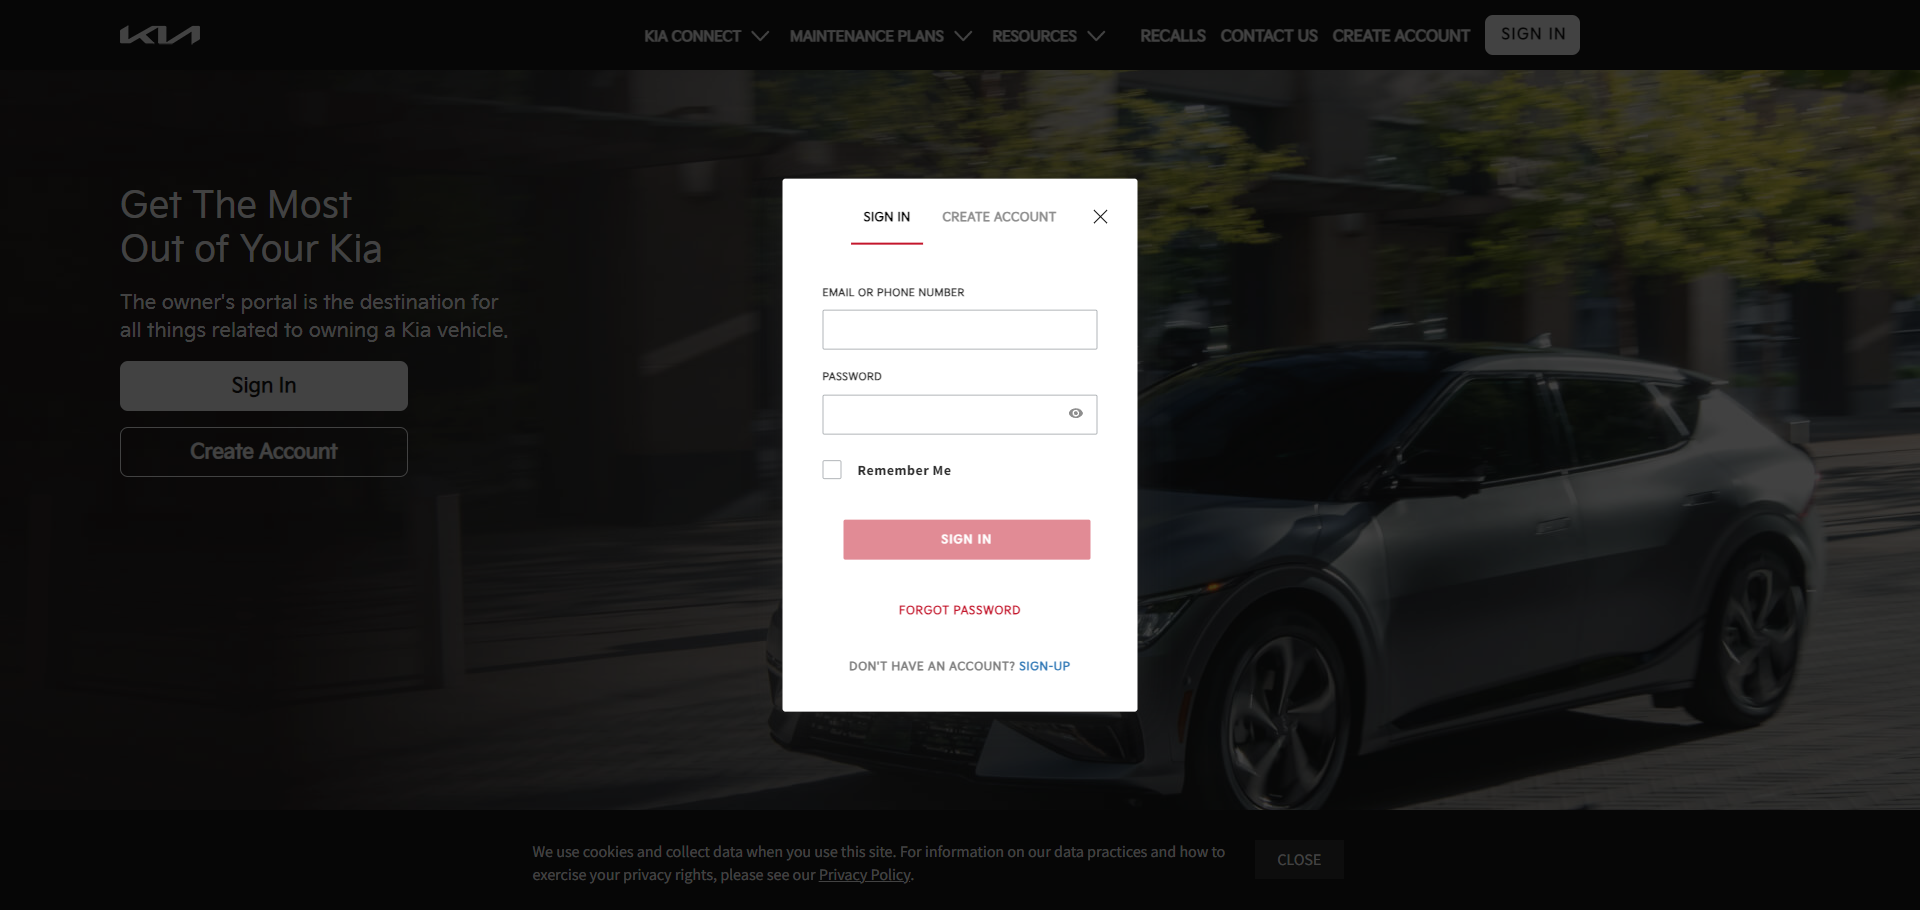 KIA
KIA CONNECT
MAINTENANCE PLANS
RESOURCES
RECALLS
CONTACT US
CREATE ACCOUNT
SIGN IN
Get The Most
Out of Your Kia
The owner's portal is the destination for
all things related to owning a Kia vehicle.
Sign In
Create Account
SIGN IN
CREATE ACCOUNT
EMAIL OR PHONE NUMBER
PASSWORD
Remember Me
SIGN IN
FORGOT PASSWORD
DON'T HAVE AN ACCOUNT? SIGN-UP
We use cookies and collect data when you use this site. For information on our data practices and how to
exercise your privacy rights, please see our Privacy Policy.
CLOSE